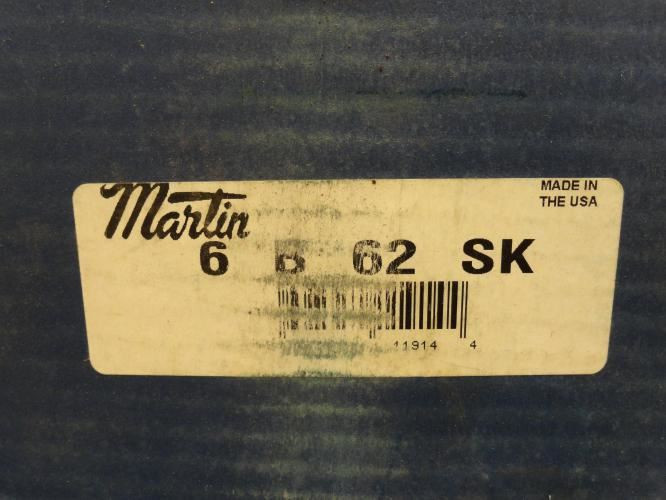 Martin
MADE IN
THE USA
6 B 62 SK
11914 4